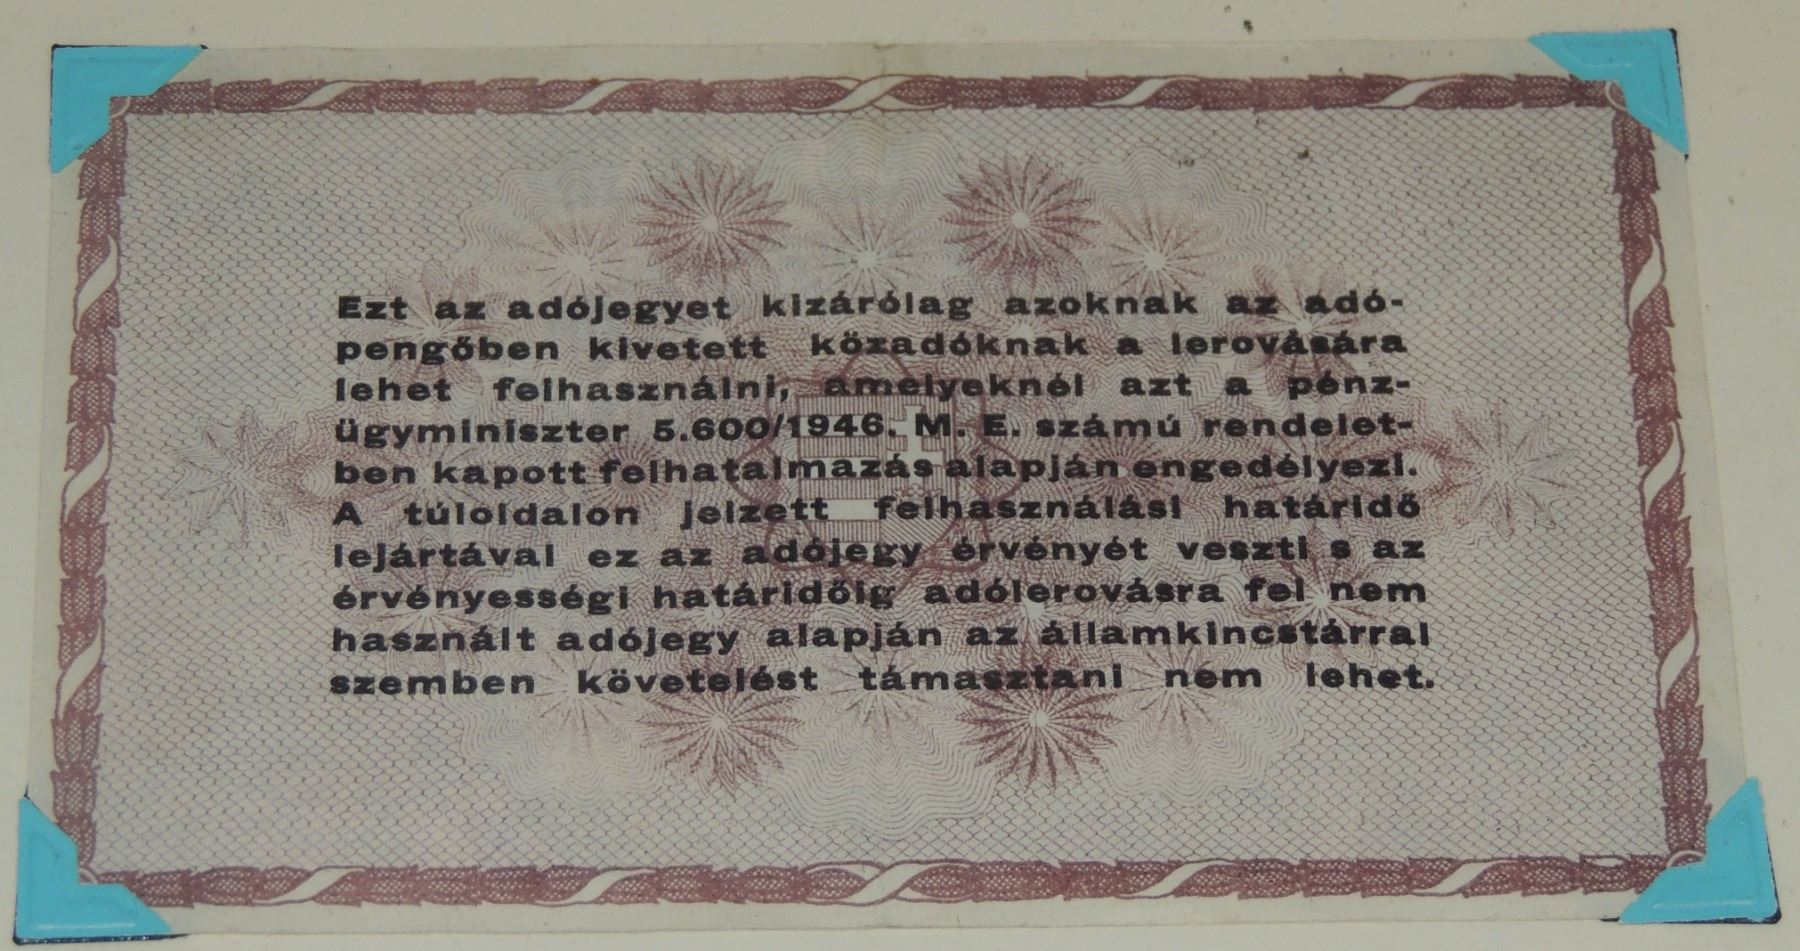 Ezt az adójegyet kizárólag azoknak az adó-
pengőben kivetett közadóknak a lerovására
lehet felhasználni, amelyeknél azt a pénz-
ügyminiszter 5.600/1946. M. E. számú rendelet-
ben kapott felhatalmazás alapján engedélyezi.
A túloldalon jelzett felhasználási határidő
lejártával ez az adójegy érvényét veszti s az
érvényességi határidőig adólerovásra fel nem
használt adójegy alapján az államkincstárral
szemben követelést támasztani nem lehet.